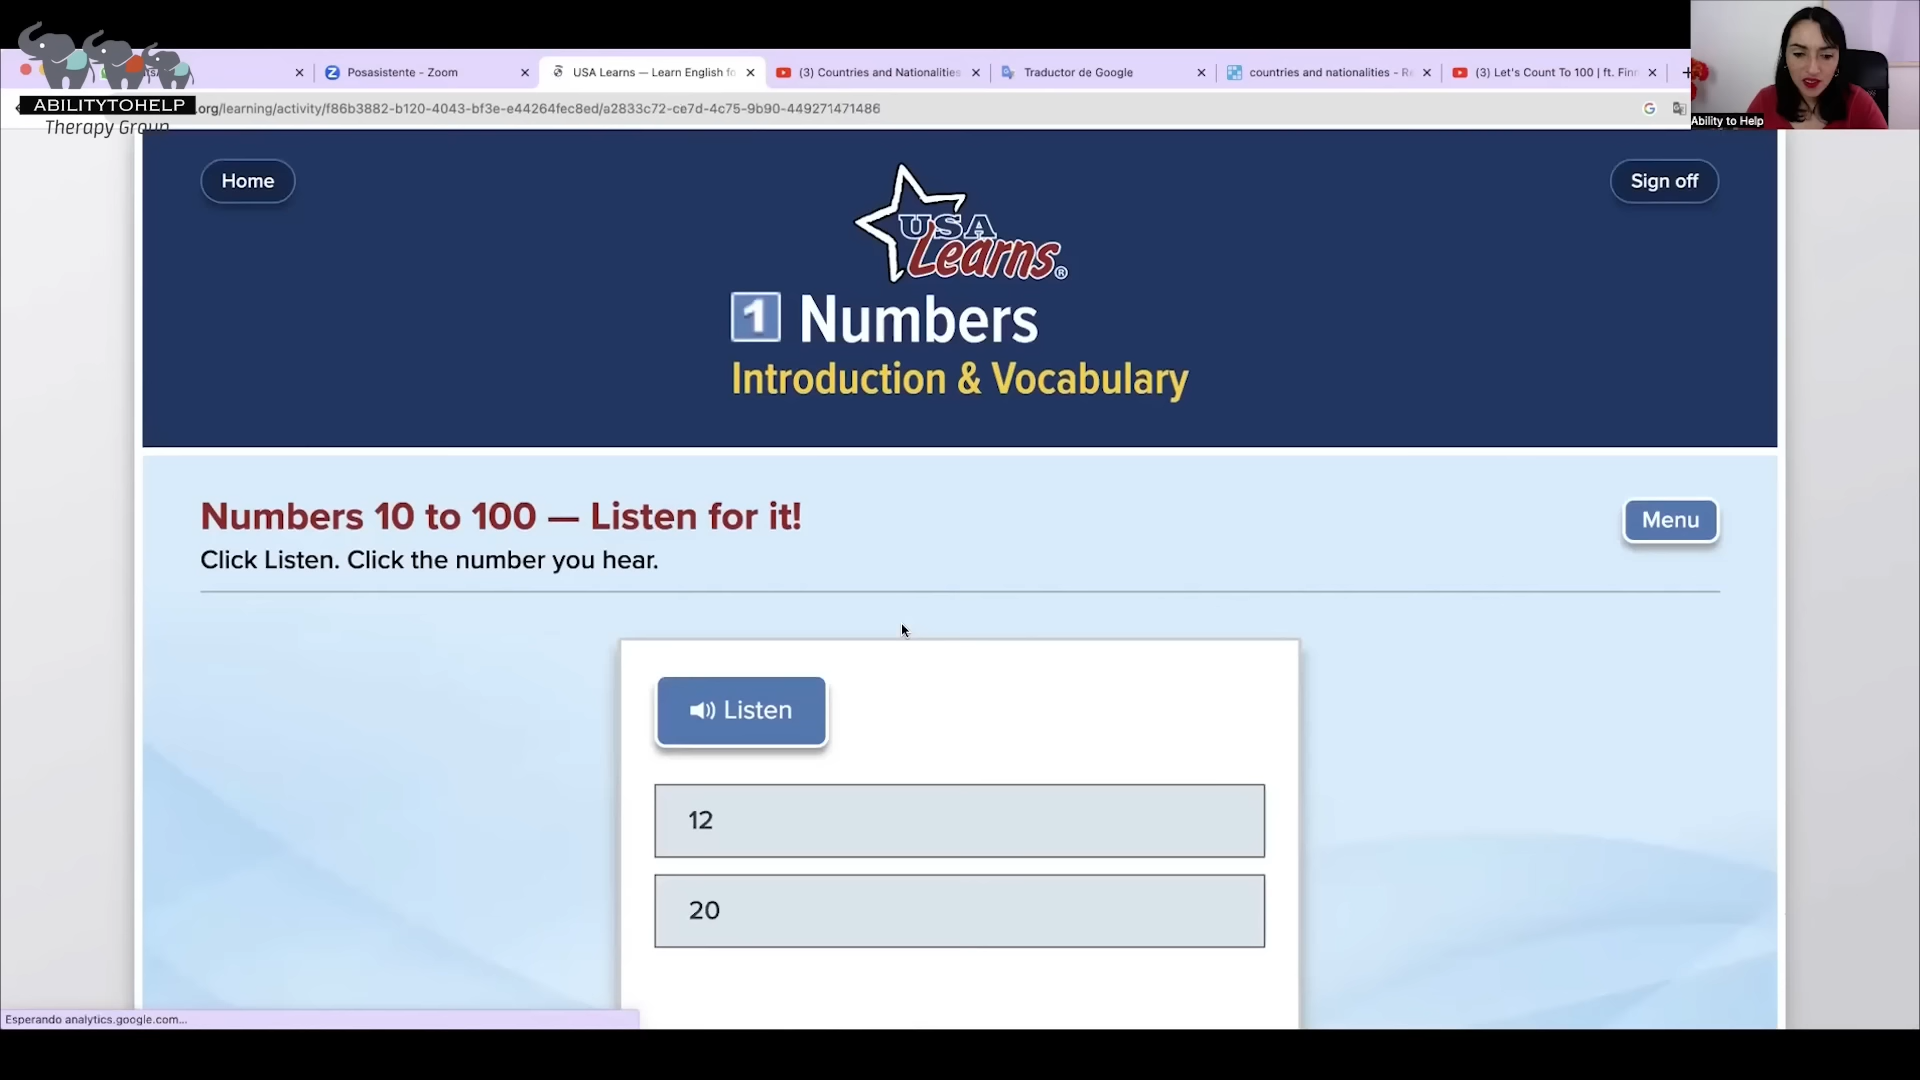 ABILITYTOHELP
Therapy Group
Posasistente - Zoom
USA Learns — Learn English fo
(3) Countries and Nationalities
Traductor de Google
countries and nationalities - R
(3) Let's Count To 100 | ft. Finn
.org/learning/activity/f86b3882-b120-4043-bf3e-e44264fec8ed/a2833c72-ce7d-4c75-9b90-449271471486
Ability to Help
Home
USA
Learns®
Sign off
1 Numbers
Introduction & Vocabulary
Numbers 10 to 100 — Listen for it!
Menu
Click Listen. Click the number you hear.
Listen
12
20
Esperando analytics.google.com...